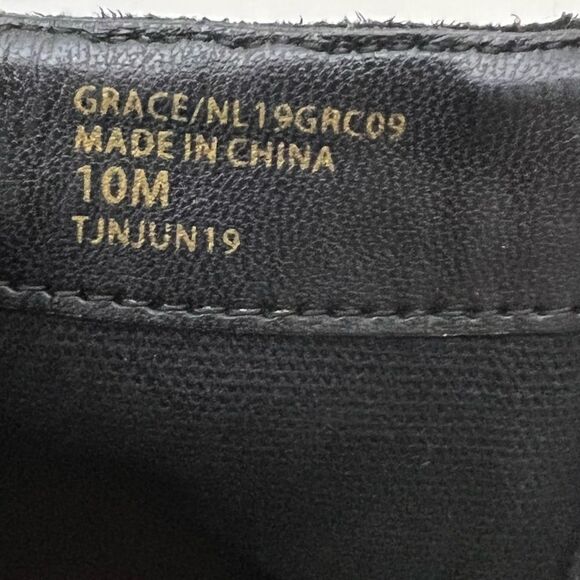 GRACE/NL19GRC09
MADE IN CHINA
10M
TJNJUN19